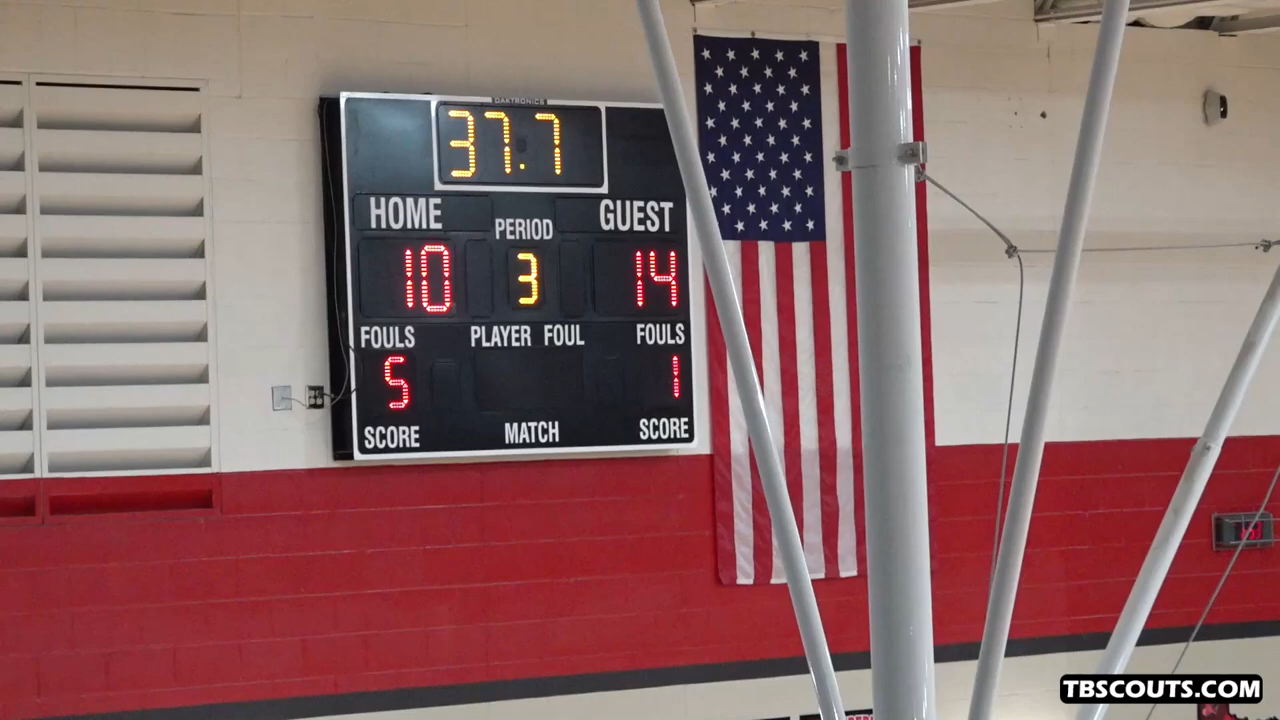 DAKTRONICS
37.7
HOME PERIOD GUEST
10 3 14
FOULS PLAYER FOUL FOULS
5 1
SCORE MATCH SCORE
TBSCOUTS.COM